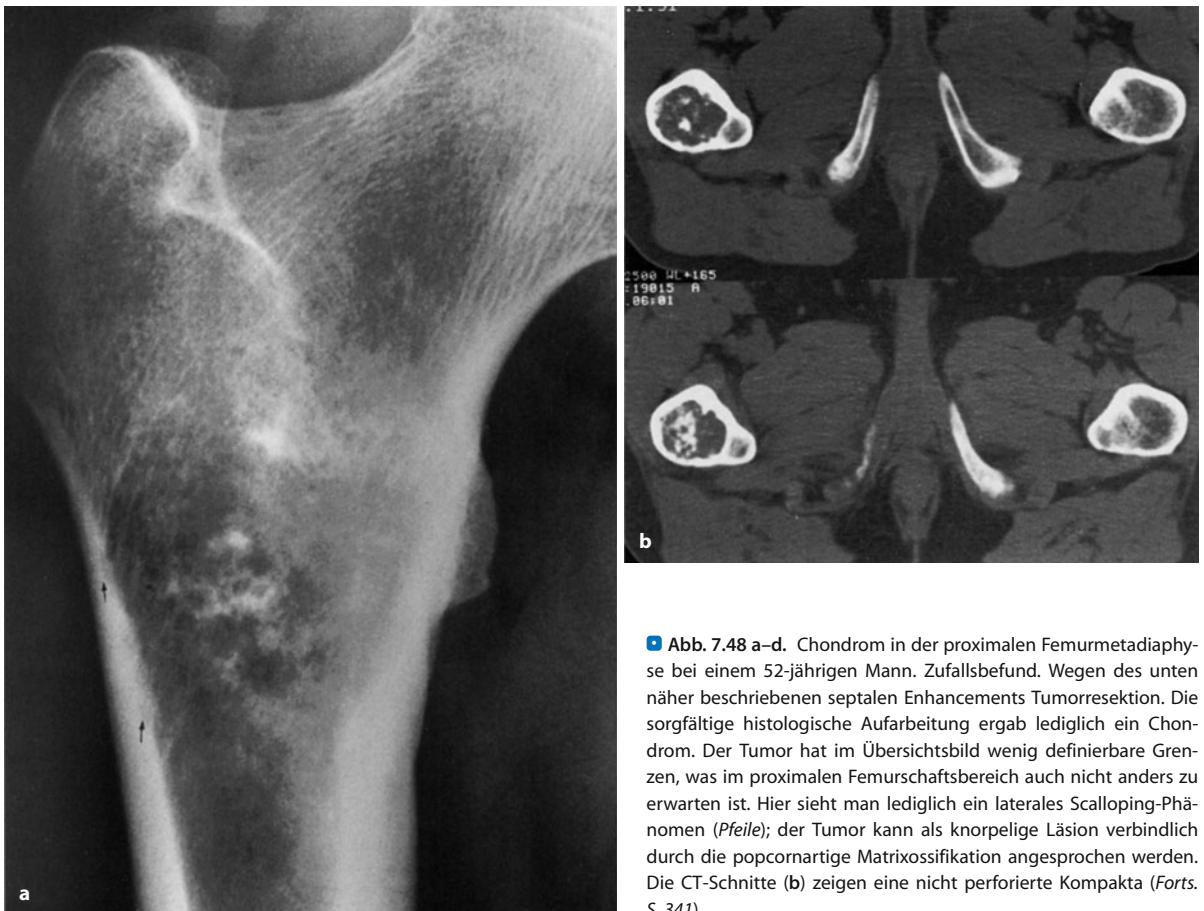 2500 WL+165
19015 A
06:01
a
b
Abb. 7.48 a–d. Chondrom in der proximalen Femurmetadiaphy-
se bei einem 52-jährigen Mann. Zufallsbefund. Wegen des unten
näher beschriebenen septalen Enhancements Tumorresektion. Die
sorgfältige histologische Aufarbeitung ergab lediglich ein Chon-
drom. Der Tumor hat im Übersichtsbild wenig definierbare Gren-
zen, was im proximalen Femurschaftsbereich auch nicht anders zu
erwarten ist. Hier sieht man lediglich ein laterales Scalloping-Phä-
nomen (Pfeile); der Tumor kann als knorpelige Läsion verbindlich
durch die popcornartige Matrixossifikation angesprochen werden.
Die CT-Schnitte (b) zeigen eine nicht perforierte Kompakta (Forts.
S. 341)